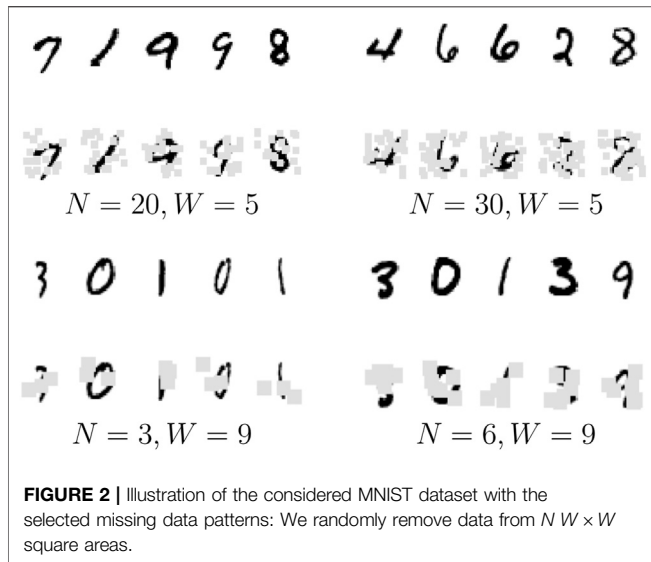 7 1 9 9 8
4 6 6 2 8
N = 20, W = 5
N = 30, W = 5
3 0 1 0 1
3 0 1 3 9
N = 3, W = 9
N = 6, W = 9
FIGURE 2 | Illustration of the considered MNIST dataset with the
selected missing data patterns: We randomly remove data from N W × W
square areas.